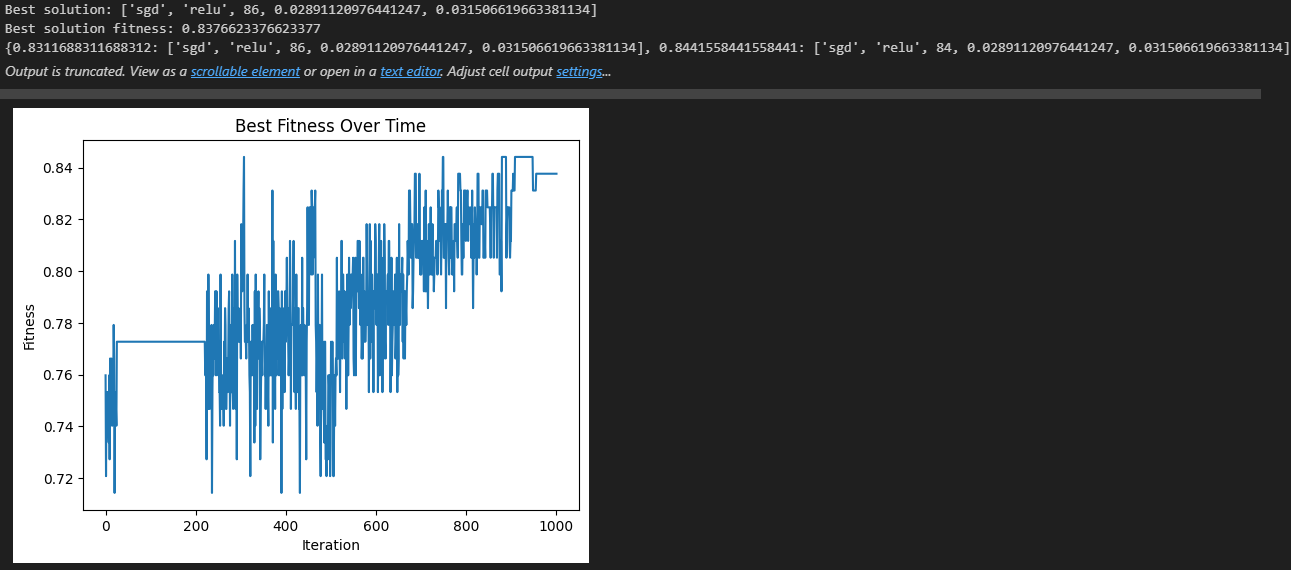 Best solution: ['sgd', 'relu', 86, 0.02891120976441247, 0.031506619663381134]
Best solution fitness: 0.8376623376623377
{0.8311688311688312: ['sgd', 'relu', 86, 0.02891120976441247, 0.031506619663381134], 0.8441558441558441: ['sgd', 'relu', 84, 0.02891120976441247, 0.031506619663381134]
Output is truncated. View as a scrollable element or open in a text editor. Adjust cell output settings...
Best Fitness Over Time
0.84
0.82
0.80
0.78
0.76
0.74
0.72
Fitness
0 200 400 600 800 1000
Iteration